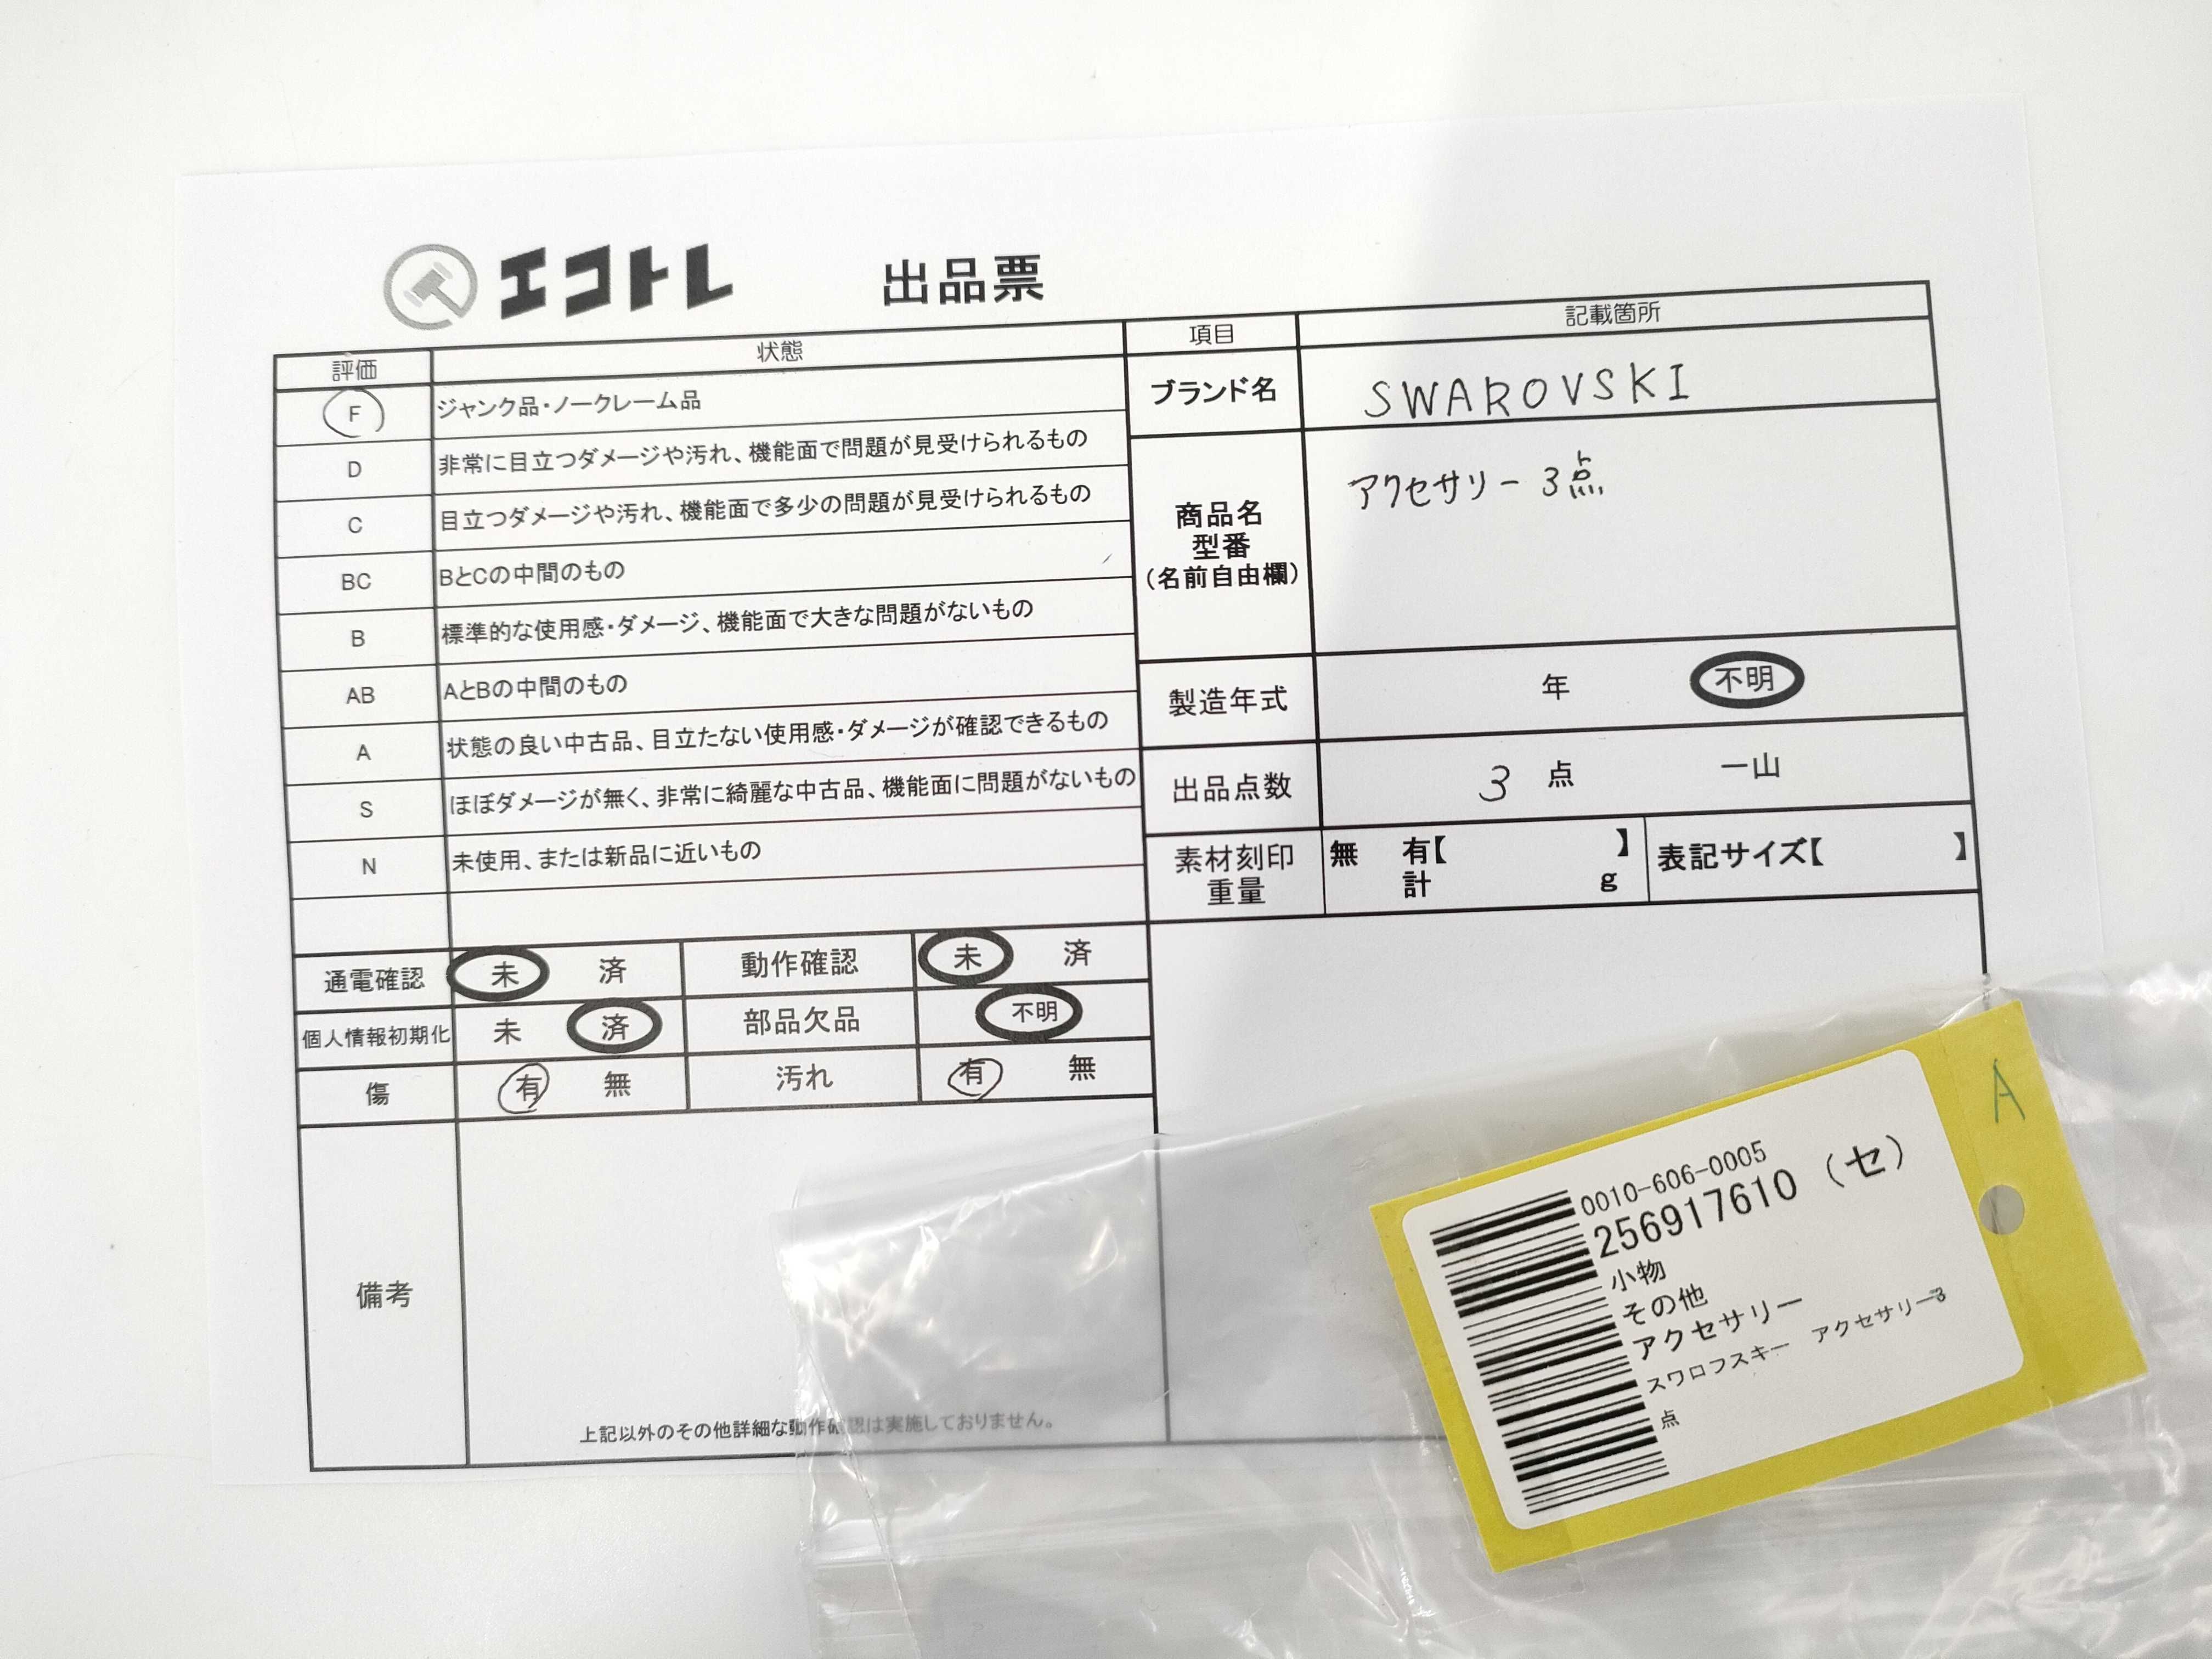 エコトレ 出品票
評価 状態 項目 記載箇所
F ジャンク品・ノークレーム品
D 非常に目立つダメージや汚れ、機能面で問題が見受けられるもの
C 目立つダメージや汚れ、機能面で多少の問題が見受けられるもの
BC BとCの中間のもの
B 標準的な使用感・ダメージ、機能面で大きな問題がないもの
AB AとBの中間のもの
A 状態の良い中古品、目立たない使用感・ダメージが確認できるもの
S ほぼダメージが無く、非常に綺麗な中古品、機能面に問題がないもの
N 未使用、または新品に近いもの
ブランド名 SWAROVSKI
商品名
型番
(名前自由欄)
アクセサリー 3点
製造年式 年 不明
出品点数 3 点 一山
素材刻印
重量
無 有【 】
計 g
表記サイズ【 】
通電確認 未 済 動作確認 未 済
個人情報初期化 未 済 部品欠品 不明
傷 有 無 汚れ 有 無
備考
上記以外のその他詳細な動作確認は実施しておりません。
A
0010-606-0005
256917610 (セ)
小物
その他
アクセサリー
スワロフスキー アクセサリー3
点